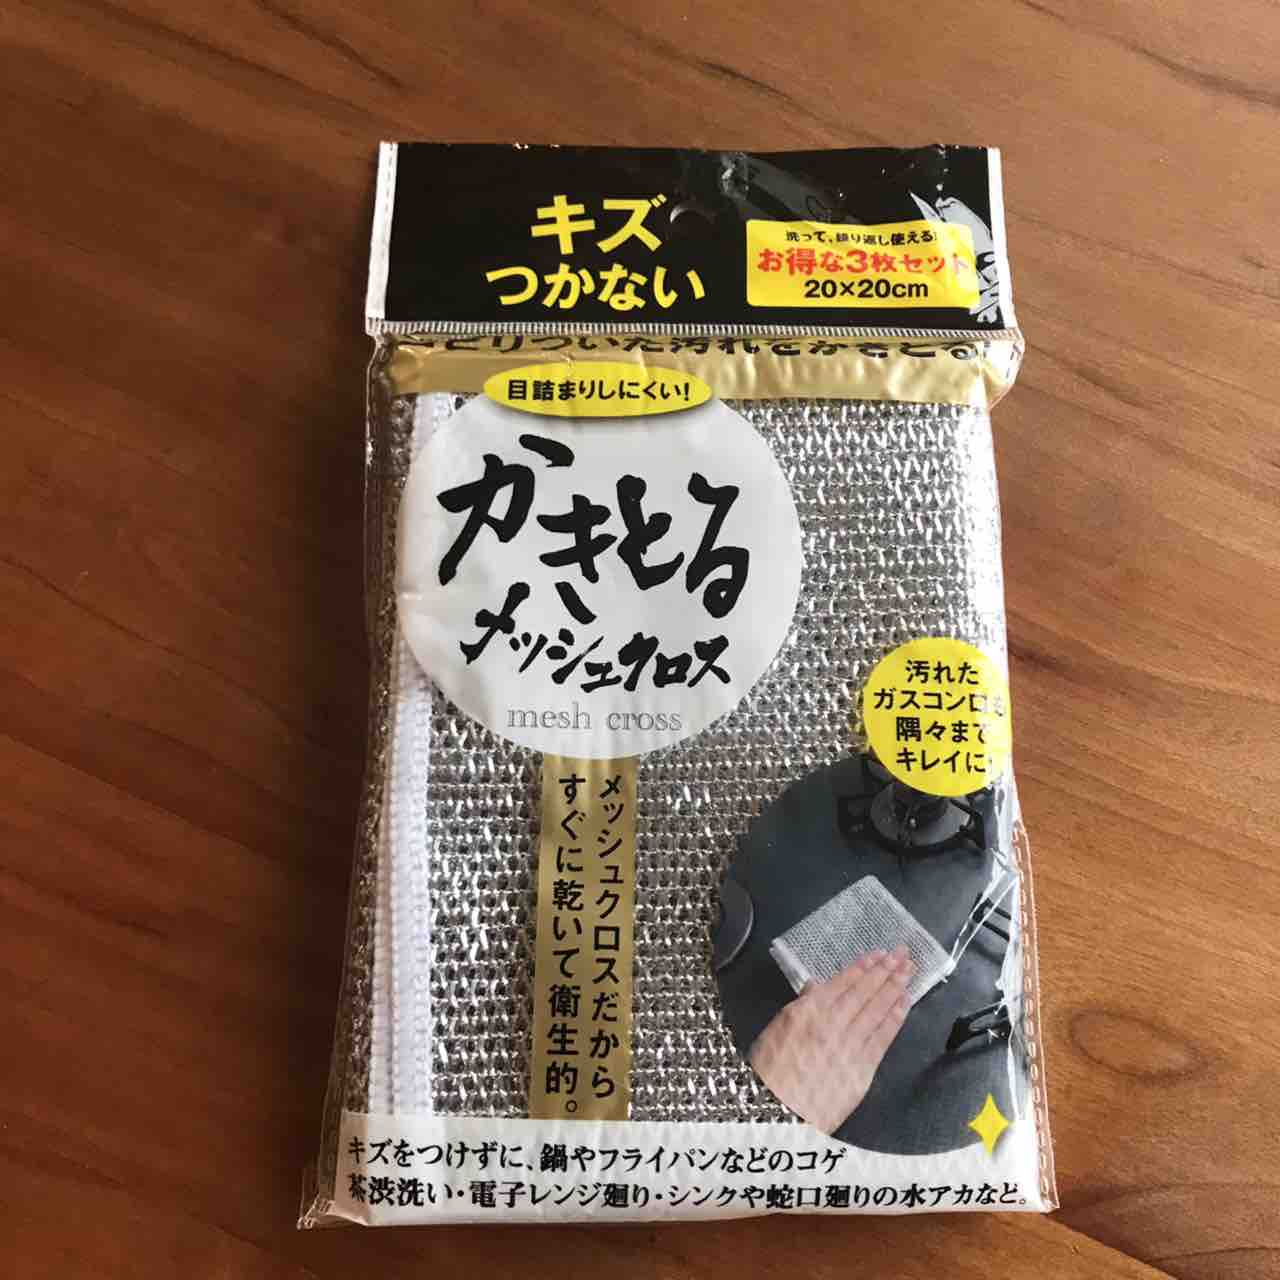 キズ
つかない
洗って、繰り返し使える!
お得な3枚セット
20×20cm
こびりついた汚れをかきとる
目詰まりしにくい!
かきとる
メッシュクロス
mesh cross
汚れた
ガスコンロも
隅々まで
キレイに
メッシュクロスだから
すぐに乾いて衛生的。
キズをつけずに、鍋やフライパンなどのコゲ
茶渋洗い・電子レンジ廻り・シンクや蛇口廻りの水アカなど。